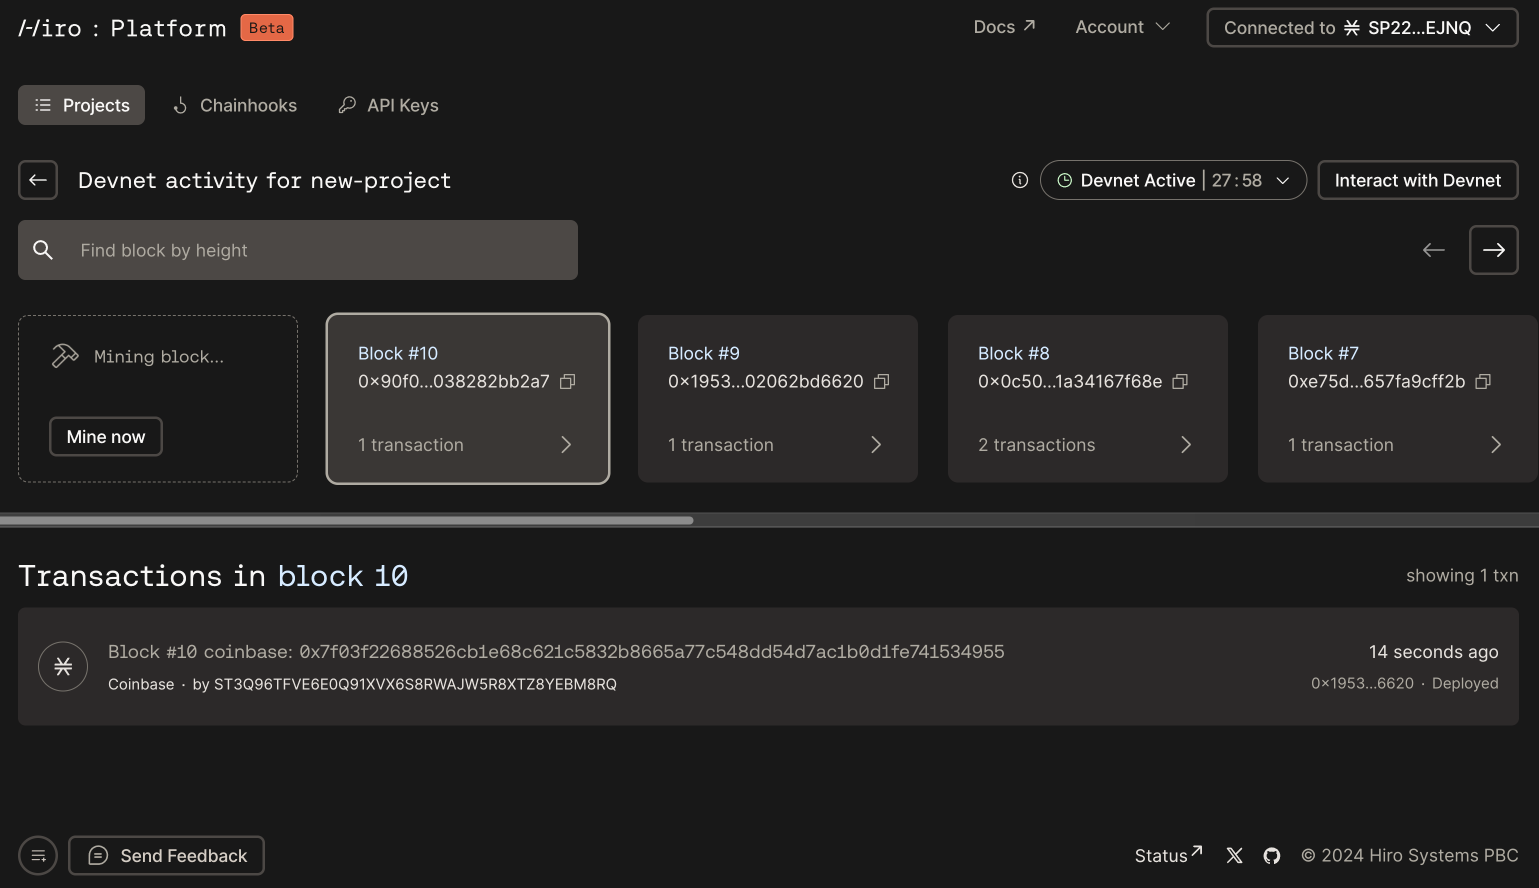 Hiro : Platform Beta
Docs Account Connected to SP22...EJNQ
Projects Chainhooks API Keys
Devnet activity for new-project
Devnet Active | 27:58 Interact with Devnet
Find block by height
Mining block...
Mine now
Block #10
0x90f0...038282bb2a7
1 transaction
Block #9
0x1953...02062bd6620
1 transaction
Block #8
0x0c50...1a34167f68e
2 transactions
Block #7
0xe75d...657fa9cff2b
1 transaction
Transactions in block 10
showing 1 txn
Block #10 coinbase: 0x7f03f22688526cb1e68c621c5832b8665a77c548dd54d7ac1b0d1fe741534955
14 seconds ago
Coinbase · by ST3Q96TFVE6E0Q91XVX6S8RWAJW5R8XTZ8YEBM8RQ
0x1953...6620 · Deployed
Send Feedback
Status © 2024 Hiro Systems PBC